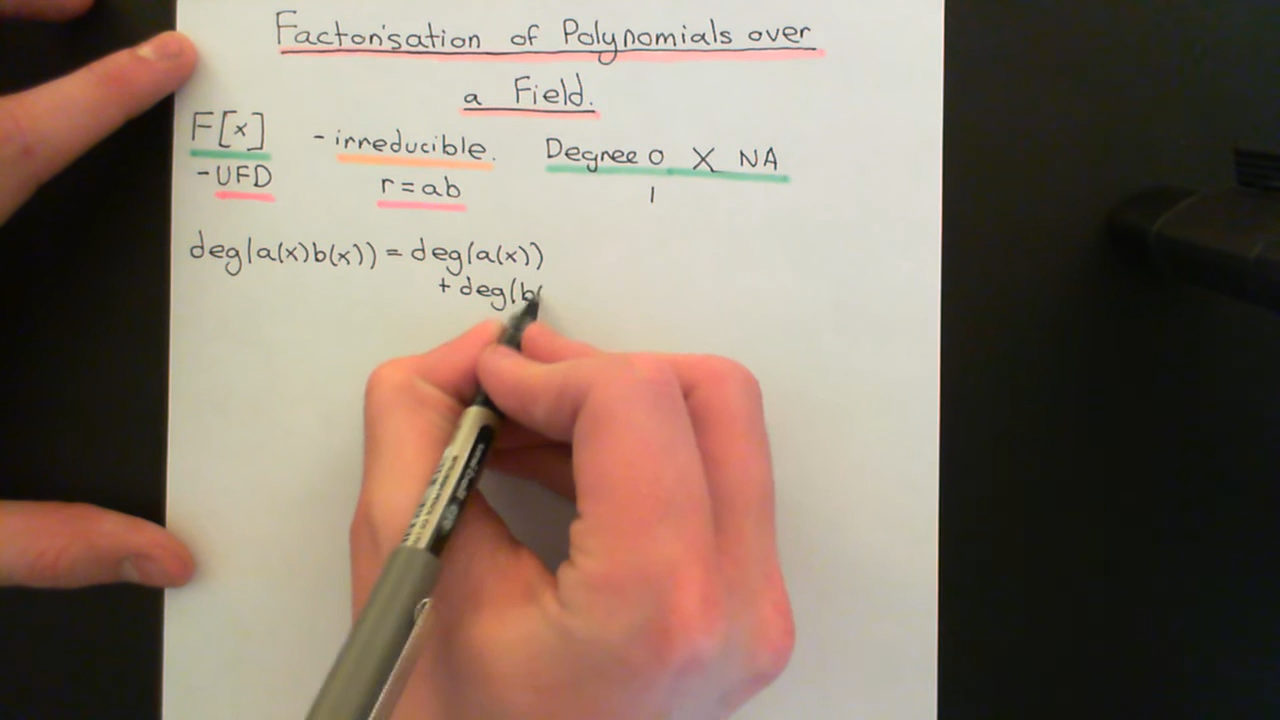 Factorisation of Polynomials over
a Field.
F[x] - irreducible. Degree 0 X NA
- UFD r = ab 1
deg(a(x)b(x)) = deg(a(x))
+ deg(b(